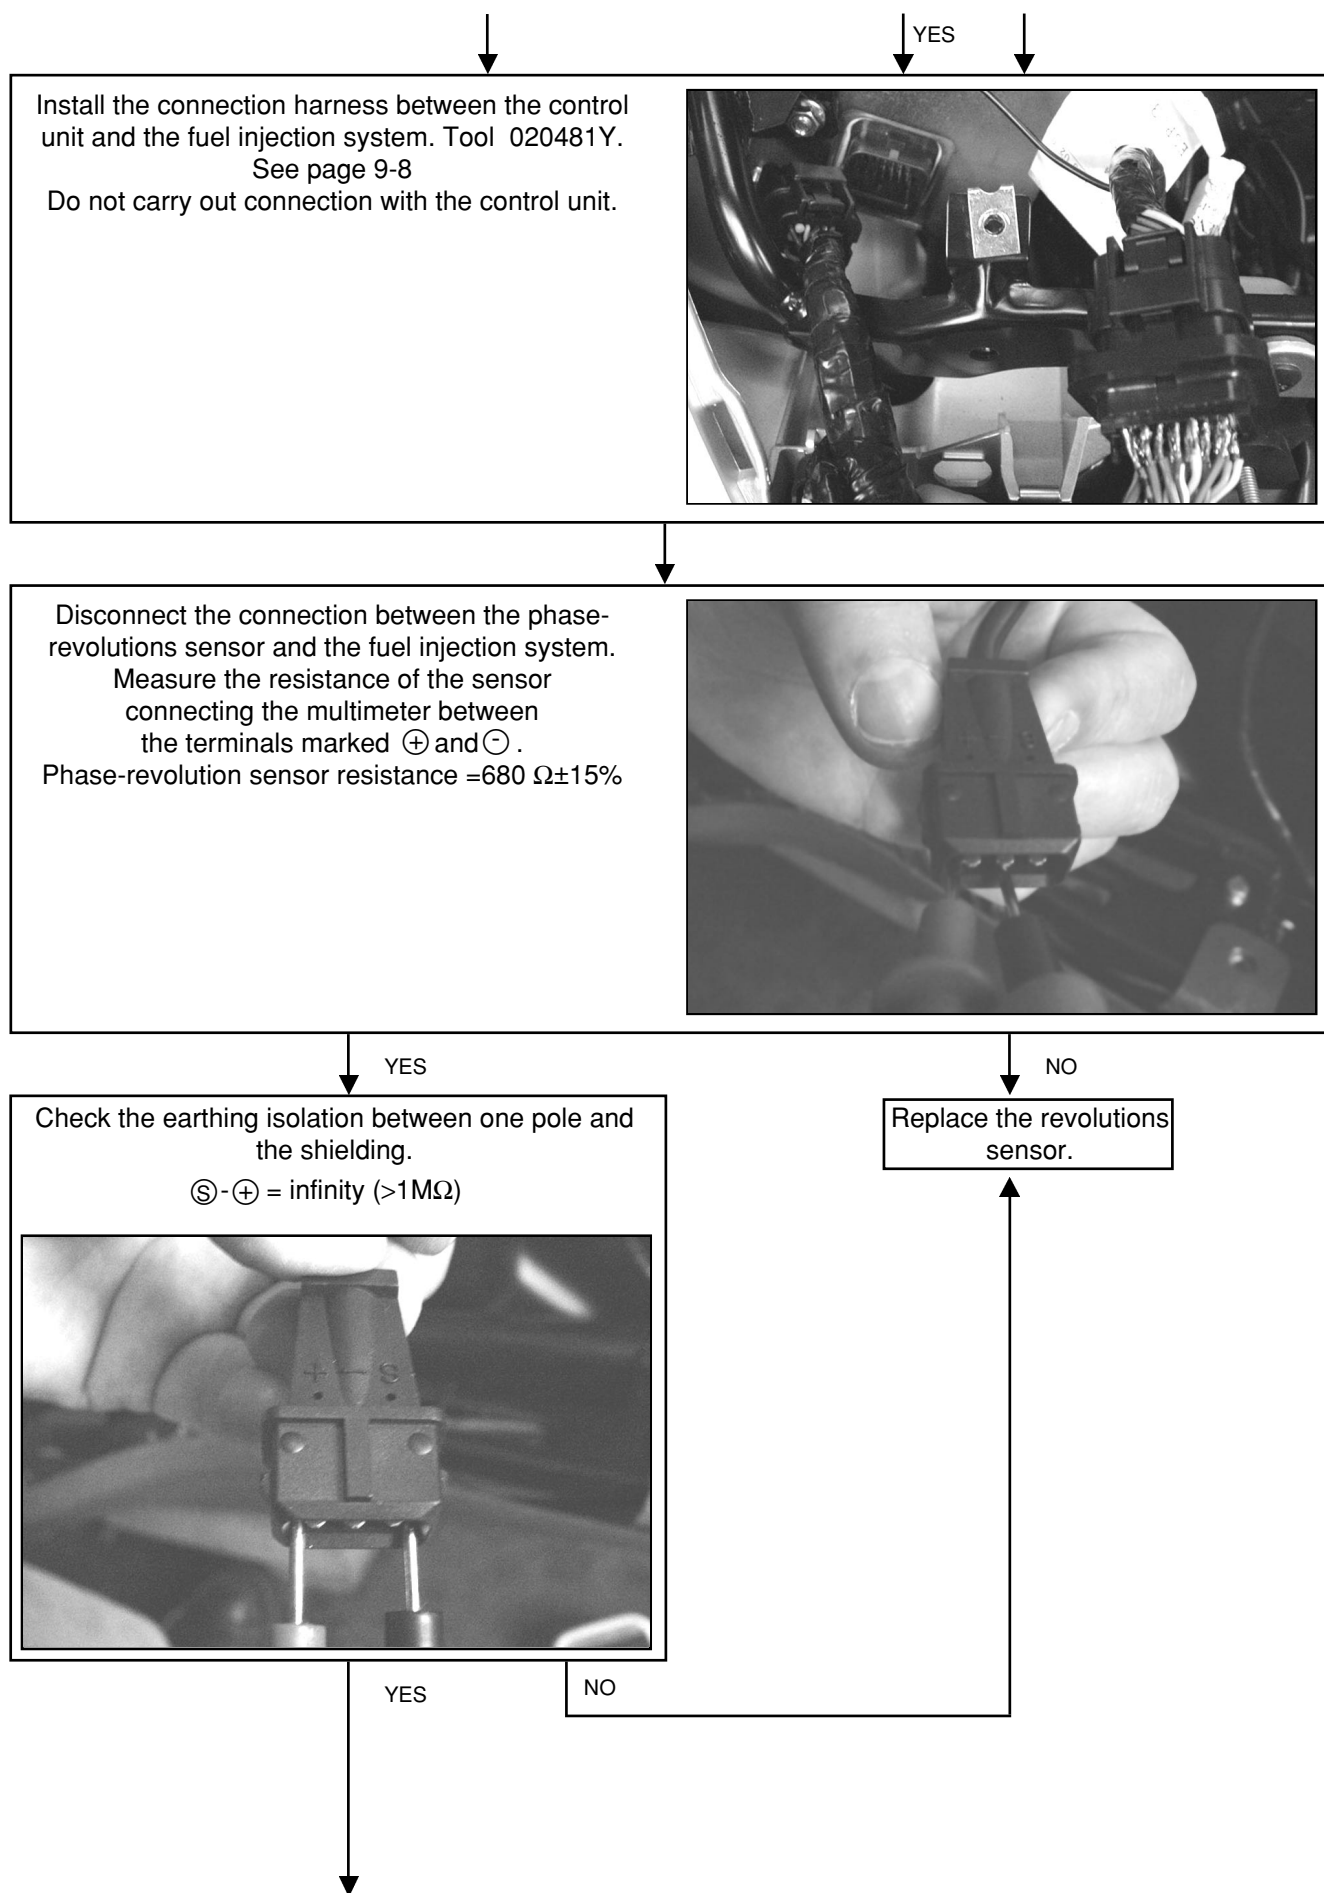 YES
Install the connection harness between the control
unit and the fuel injection system. Tool 020481Y.
See page 9-8
Do not carry out connection with the control unit.
Disconnect the connection between the phase-
revolutions sensor and the fuel injection system.
Measure the resistance of the sensor
connecting the multimeter between
the terminals marked ⊕ and ⊖ .
Phase-revolution sensor resistance =680 Ω±15%
YES
NO
Check the earthing isolation between one pole and
the shielding.
Ⓢ-⊕ = infinity (>1MΩ)
Replace the revolutions
sensor.
+ − S
YES
NO